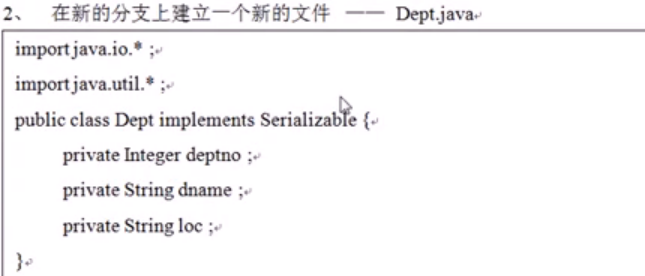 2、 在新的分支上建立一个新的文件 —— Dept.java
import java.io.* ;
import java.util.* ;
public class Dept implements Serializable {
private Integer deptno ;
private String dname ;
private String loc ;
}